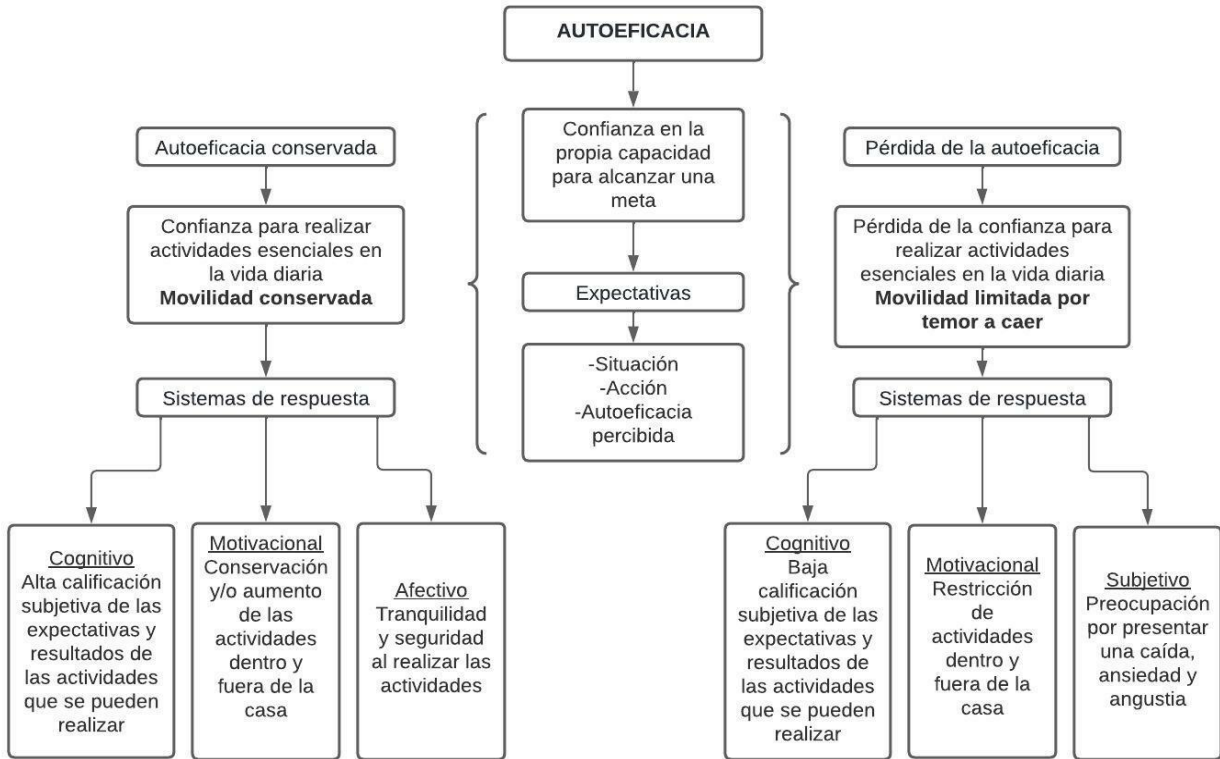 AUTOEFICACIA
Confianza en la
propia capacidad
para alcanzar una
meta
Expectativas
-Situación
-Acción
-Autoeficacia
percibida
Autoeficacia conservada
Confianza para realizar
actividades esenciales en
la vida diaria
Movilidad conservada
Sistemas de respuesta
Cognitivo
Alta calificación
subjetiva de las
expectativas y
resultados de
las actividades
que se pueden
realizar
Motivacional
Conservación
y/o aumento
de las
actividades
dentro y
fuera de la
casa
Afectivo
Tranquilidad
y seguridad
al realizar las
actividades
Pérdida de la autoeficacia
Pérdida de la confianza para
realizar actividades
esenciales en la vida diaria
Movilidad limitada por
temor a caer
Sistemas de respuesta
Cognitivo
Baja
calificación
subjetiva de las
expectativas y
resultados de
las actividades
que se pueden
realizar
Motivacional
Restricción
de
actividades
dentro y
fuera de la
casa
Subjetivo
Preocupación
por presentar
una caída,
ansiedad y
angustia